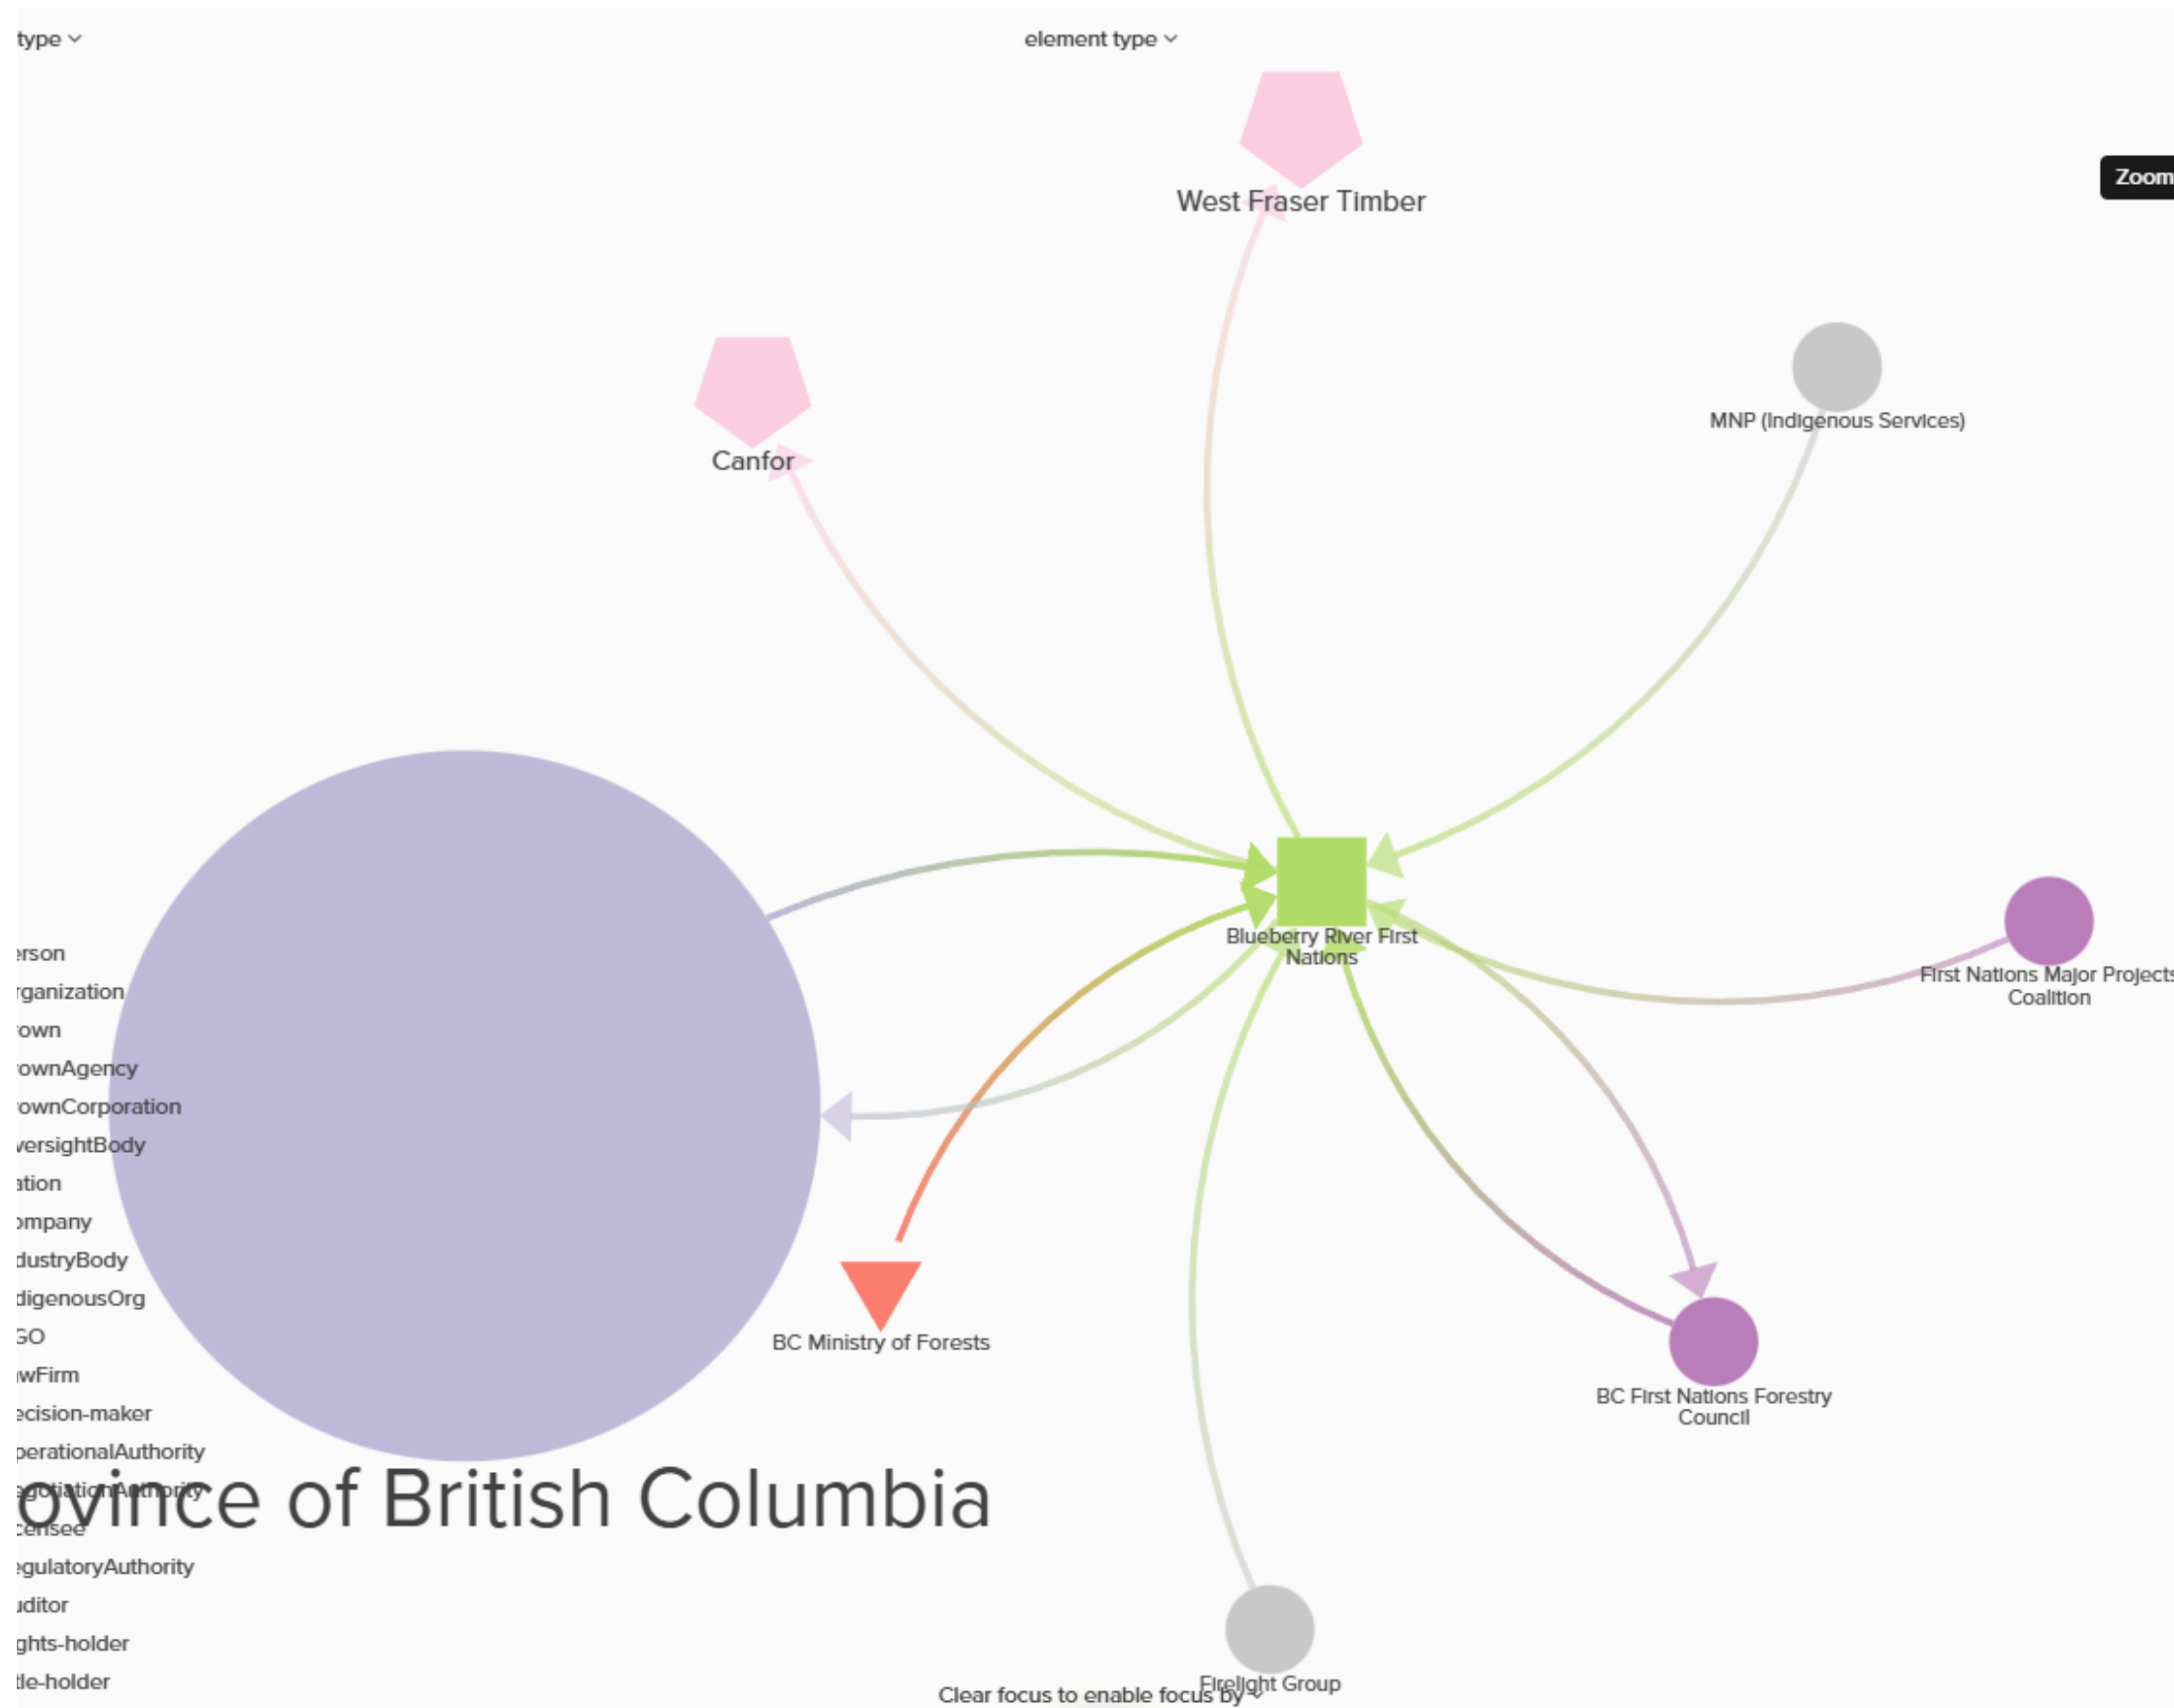 type
element type
West Fraser Timber
Zoom
MNP (Indigenous Services)
Canfor
Blueberry River First
Nations
First Nations Major Projects
Coalition
erson
rganization
rown
rownAgency
rownCorporation
versightBody
ation
ompany
dustryBody
digenousOrg
GO
wFirm
ecision-maker
perationalAuthority
egotiationAuthority
censee
egulatoryAuthority
uditor
ghts-holder
tle-holder
BC Ministry of Forests
BC First Nations Forestry
Council
ovince of British Columbia
Firelight Group
Clear focus to enable focus by